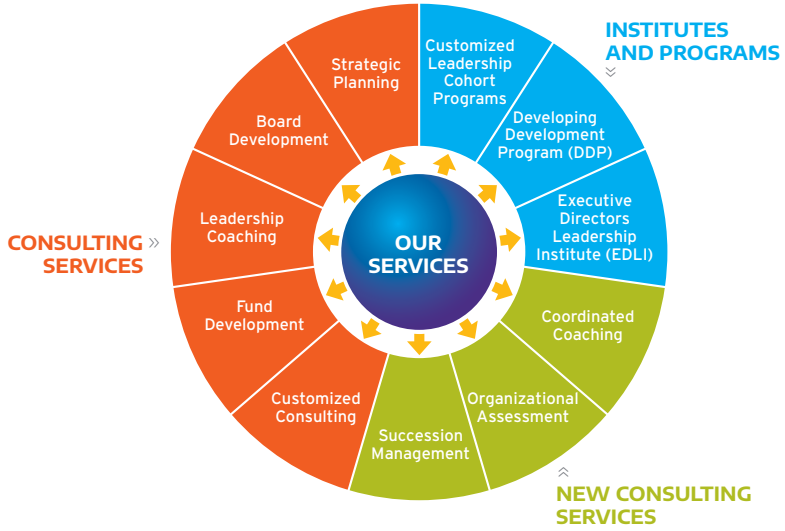 INSTITUTES
AND PROGRAMS
Customized
Leadership
Cohort
Programs
Developing
Development
Program (DDP)
Executive
Directors
Leadership
Institute (EDLI)
Coordinated
Coaching
Organizational
Assessment
Succession
Management
NEW CONSULTING
SERVICES
Customized
Consulting
Fund
Development
Leadership
Coaching
Board
Development
Strategic
Planning
CONSULTING
SERVICES
OUR
SERVICES